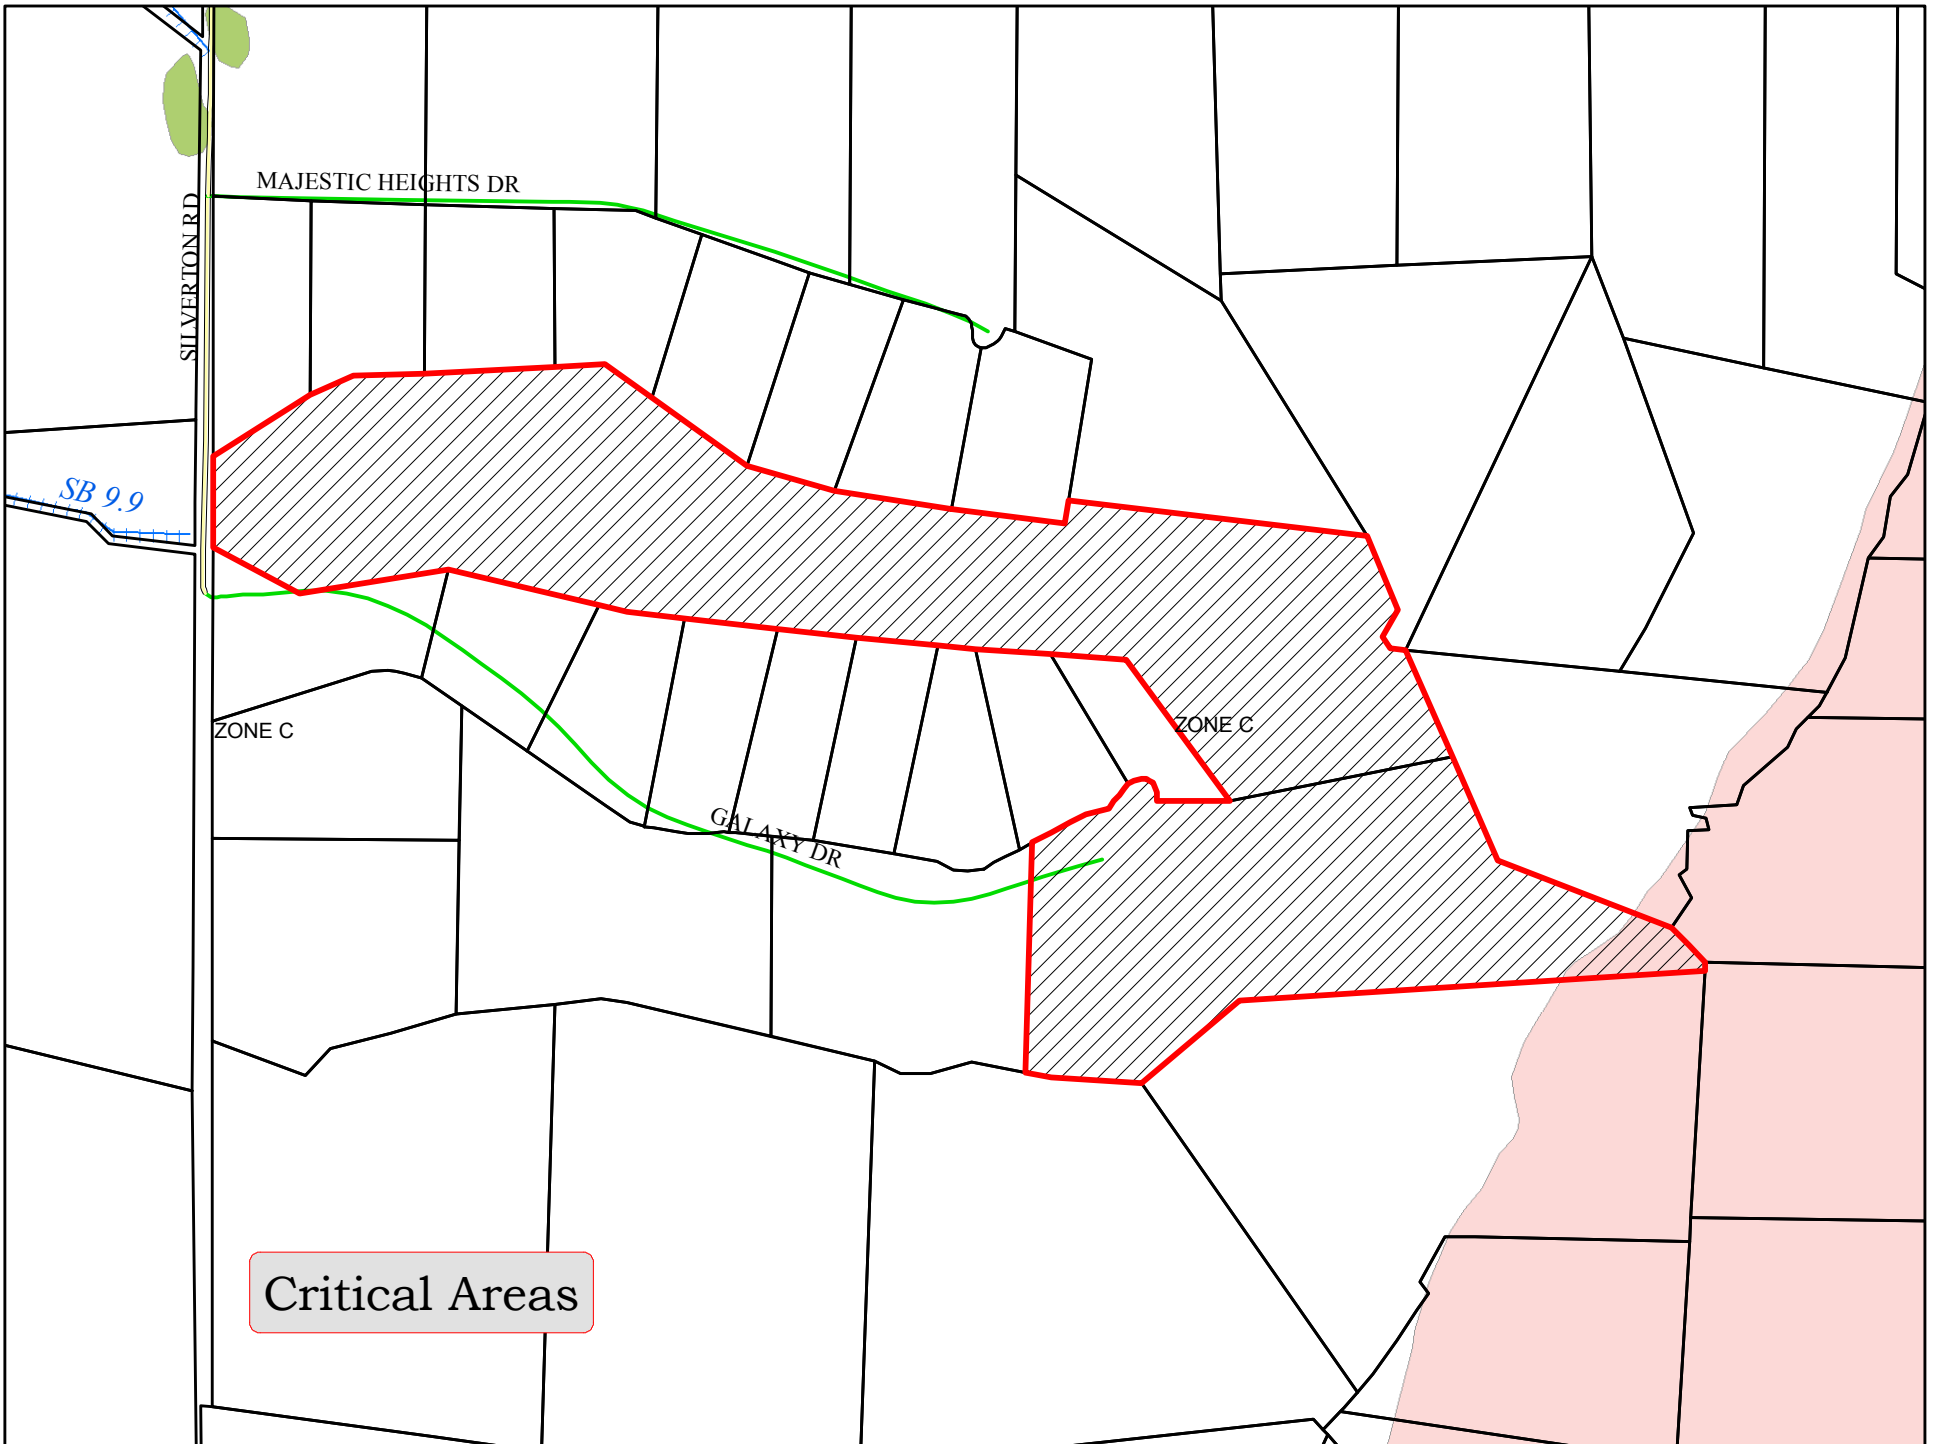 MAJESTIC HEIGHTS DR
SILVERTON RD
SB 9.9
ZONE C
ZONE C
GALAXY DR
Critical Areas